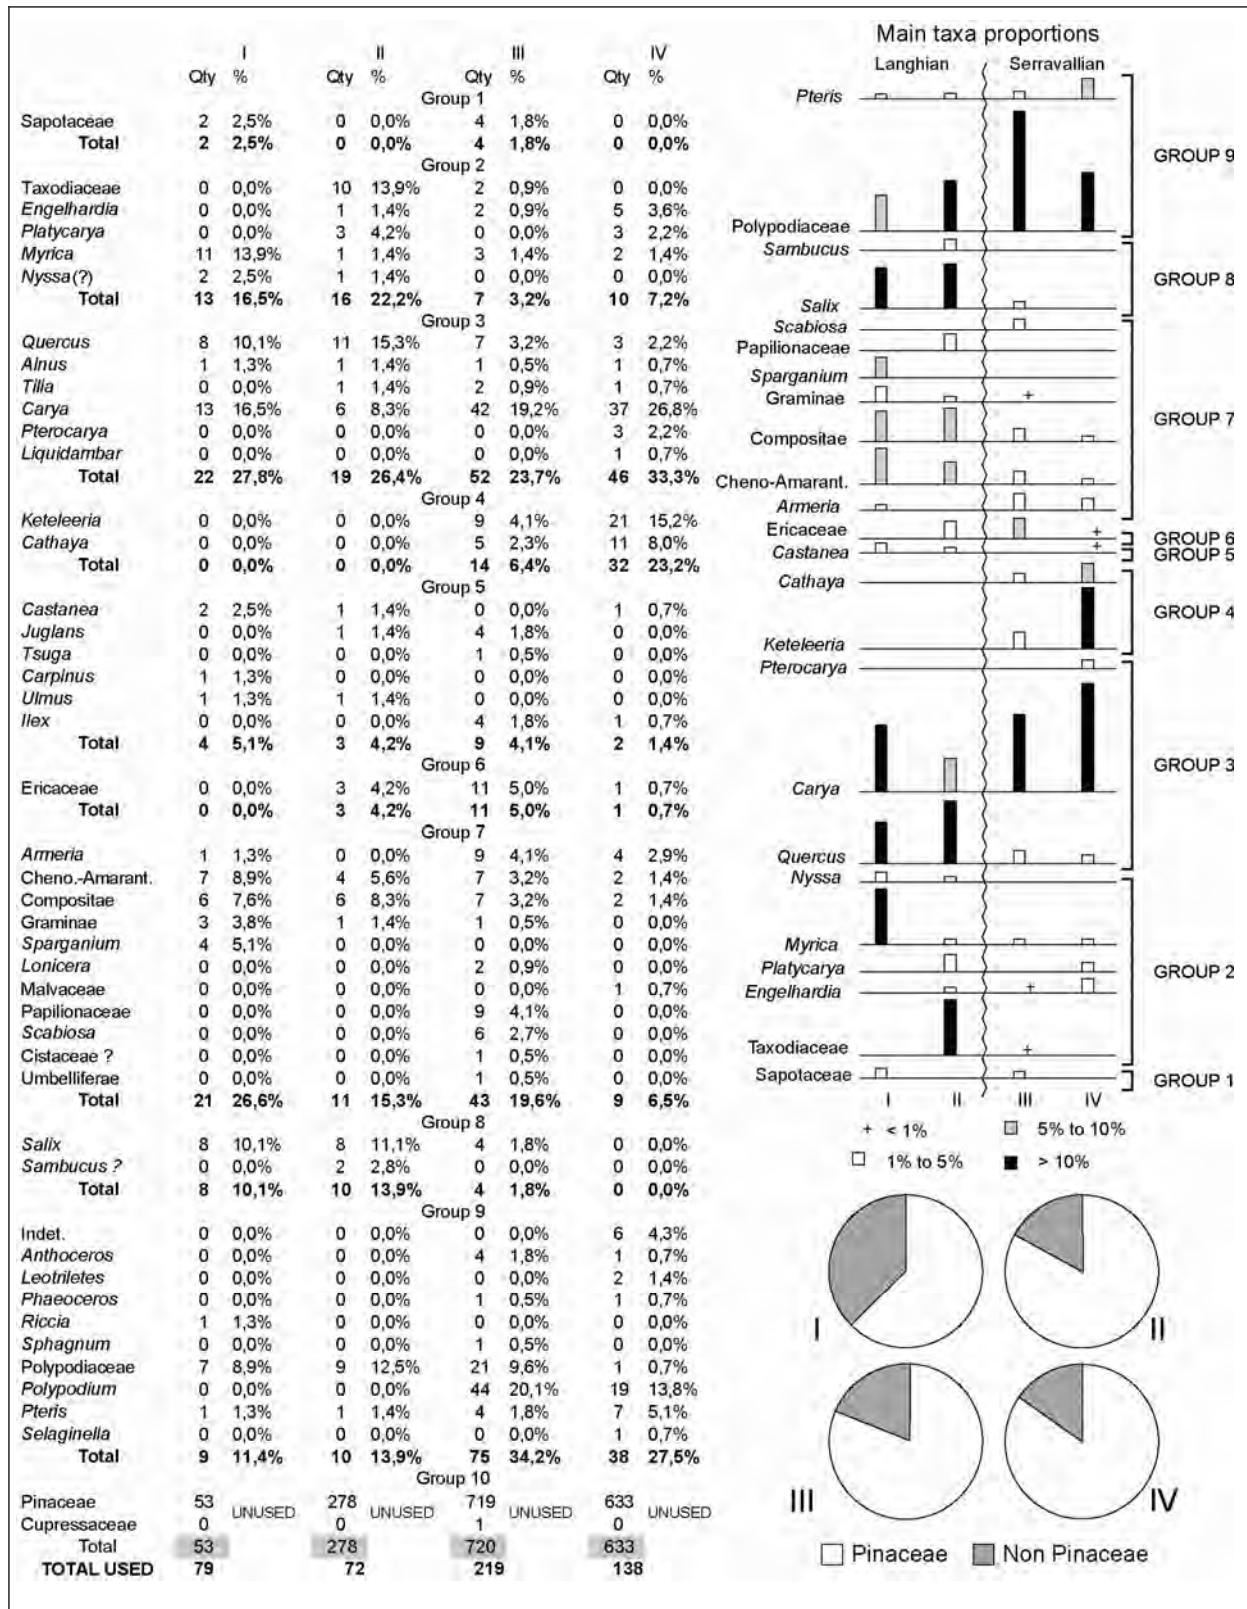 I II III IV
Qty % Qty % Qty % Qty %
Group 1
Sapotaceae 2 2,5% 0 0,0% 4 1,8% 0 0,0%
Total 2 2,5% 0 0,0% 4 1,8% 0 0,0%
Group 2
Taxodiaceae 0 0,0% 10 13,9% 2 0,9% 0 0,0%
Engelhardia 0 0,0% 1 1,4% 2 0,9% 5 3,6%
Platycarya 0 0,0% 3 4,2% 0 0,0% 3 2,2%
Myrica 11 13,9% 1 1,4% 3 1,4% 2 1,4%
Nyssa(?) 2 2,5% 1 1,4% 0 0,0% 0 0,0%
Total 13 16,5% 16 22,2% 7 3,2% 10 7,2%
Group 3
Quercus 8 10,1% 11 15,3% 7 3,2% 3 2,2%
Alnus 1 1,3% 1 1,4% 1 0,5% 1 0,7%
Tilia 0 0,0% 1 1,4% 2 0,9% 1 0,7%
Carya 13 16,5% 6 8,3% 42 19,2% 37 26,8%
Pterocarya 0 0,0% 0 0,0% 0 0,0% 3 2,2%
Liquidambar 0 0,0% 0 0,0% 0 0,0% 1 0,7%
Total 22 27,8% 19 26,4% 52 23,7% 46 33,3%
Group 4
Keteleeria 0 0,0% 0 0,0% 9 4,1% 21 15,2%
Cathaya 0 0,0% 0 0,0% 5 2,3% 11 8,0%
Total 0 0,0% 0 0,0% 14 6,4% 32 23,2%
Group 5
Castanea 2 2,5% 1 1,4% 0 0,0% 1 0,7%
Juglans 0 0,0% 1 1,4% 4 1,8% 0 0,0%
Tsuga 0 0,0% 0 0,0% 1 0,5% 0 0,0%
Carpinus 1 1,3% 0 0,0% 0 0,0% 0 0,0%
Ulmus 1 1,3% 1 1,4% 0 0,0% 0 0,0%
Ilex 0 0,0% 0 0,0% 4 1,8% 1 0,7%
Total 4 5,1% 3 4,2% 9 4,1% 2 1,4%
Group 6
Ericaceae 0 0,0% 3 4,2% 11 5,0% 1 0,7%
Total 0 0,0% 3 4,2% 11 5,0% 1 0,7%
Group 7
Armeria 1 1,3% 0 0,0% 9 4,1% 4 2,9%
Cheno.-Amarant. 7 8,9% 4 5,6% 7 3,2% 2 1,4%
Compositae 6 7,6% 6 8,3% 7 3,2% 2 1,4%
Graminae 3 3,8% 1 1,4% 1 0,5% 0 0,0%
Sparganium 4 5,1% 0 0,0% 0 0,0% 0 0,0%
Lonicera 0 0,0% 0 0,0% 2 0,9% 0 0,0%
Malvaceae 0 0,0% 0 0,0% 0 0,0% 1 0,7%
Papilionaceae 0 0,0% 0 0,0% 9 4,1% 0 0,0%
Scabiosa 0 0,0% 0 0,0% 6 2,7% 0 0,0%
Cistaceae ? 0 0,0% 0 0,0% 1 0,5% 0 0,0%
Umbelliferae 0 0,0% 0 0,0% 1 0,5% 0 0,0%
Total 21 26,6% 11 15,3% 43 19,6% 9 6,5%
Group 8
Salix 8 10,1% 8 11,1% 4 1,8% 0 0,0%
Sambucus ? 0 0,0% 2 2,8% 0 0,0% 0 0,0%
Total 8 10,1% 10 13,9% 4 1,8% 0 0,0%
Group 9
Indet. 0 0,0% 0 0,0% 0 0,0% 6 4,3%
Anthoceros 0 0,0% 0 0,0% 4 1,8% 1 0,7%
Leotriletes 0 0,0% 0 0,0% 0 0,0% 2 1,4%
Phaeoceros 0 0,0% 0 0,0% 1 0,5% 1 0,7%
Riccia 1 1,3% 0 0,0% 0 0,0% 0 0,0%
Sphagnum 0 0,0% 0 0,0% 1 0,5% 0 0,0%
Polypodiaceae 7 8,9% 9 12,5% 21 9,6% 1 0,7%
Polypodium 0 0,0% 0 0,0% 44 20,1% 19 13,8%
Pteris 1 1,3% 1 1,4% 4 1,8% 7 5,1%
Selaginella 0 0,0% 0 0,0% 0 0,0% 1 0,7%
Total 9 11,4% 10 13,9% 75 34,2% 38 27,5%
Group 10
Pinaceae 53 278 719 633
UNUSED UNUSED UNUSED UNUSED
Cupressaceae 0 0 1 0
Total 53 278 720 633
TOTAL USED 79 72 219 138
Main taxa proportions
Langhian Serravallian
Pteris
GROUP 9
Polypodiaceae
Sambucus
GROUP 8
Salix
Scabiosa
Papilionaceae
Sparganium
Graminae +
GROUP 7
Compositae
Cheno-Amarant.
Armeria
Ericaceae +
GROUP 6
Castanea +
GROUP 5
Cathaya
GROUP 4
Keteleeria
Pterocarya
GROUP 3
Carya
Quercus
Nyssa
Myrica
GROUP 2
Platycarya
Engelhardia +
Taxodiaceae +
Sapotaceae
GROUP 1
I II III IV
+ < 1% 5% to 10%
1% to 5% > 10%
I II
III IV
Pinaceae Non Pinaceae